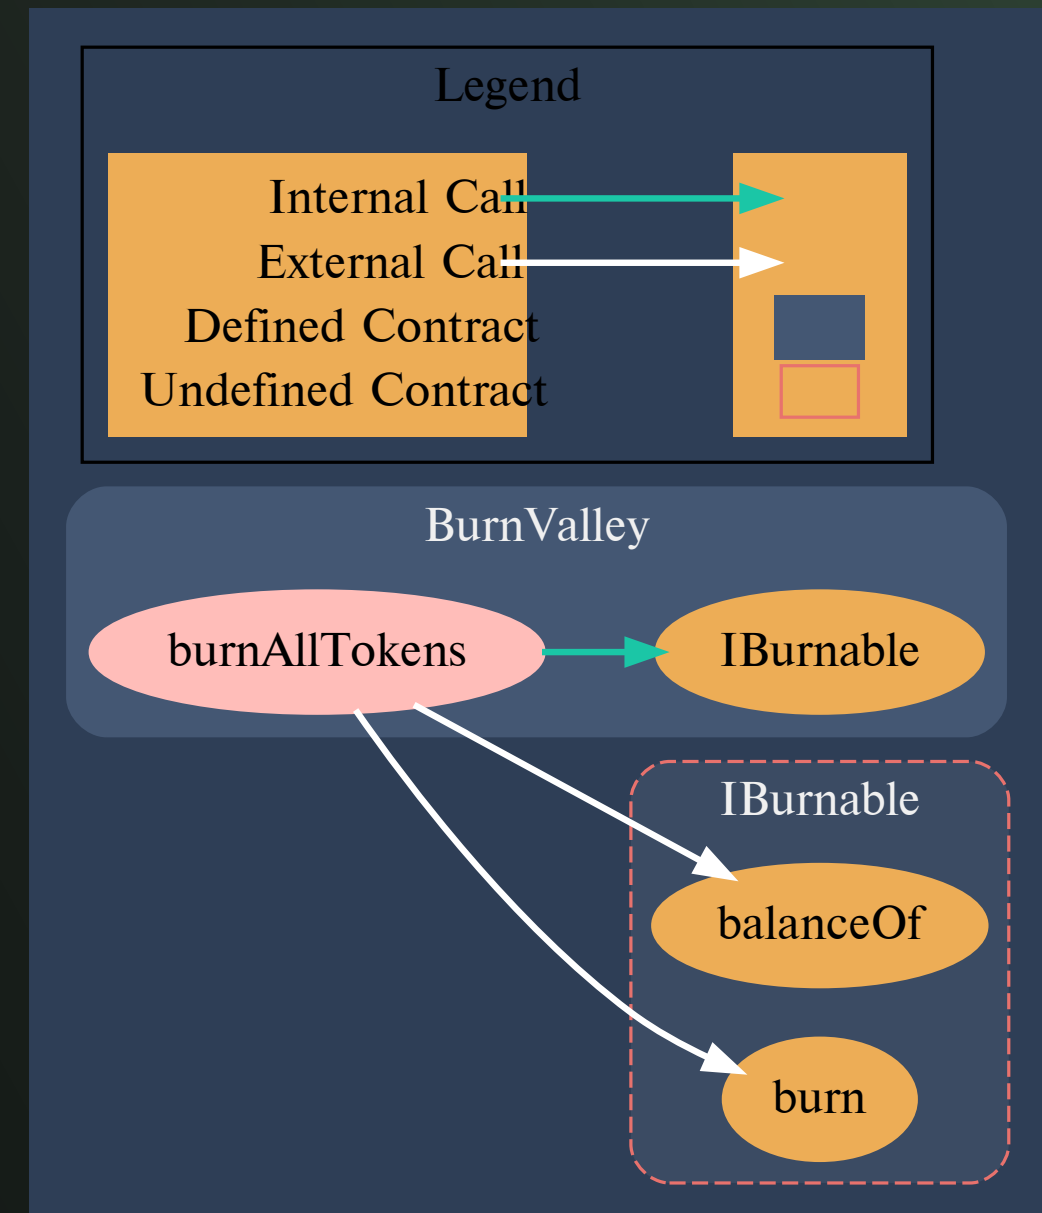 Legend
Internal Call
External Call
Defined Contract
Undefined Contract
BurnValley
burnAllTokens
IBurnable
IBurnable
balanceOf
burn